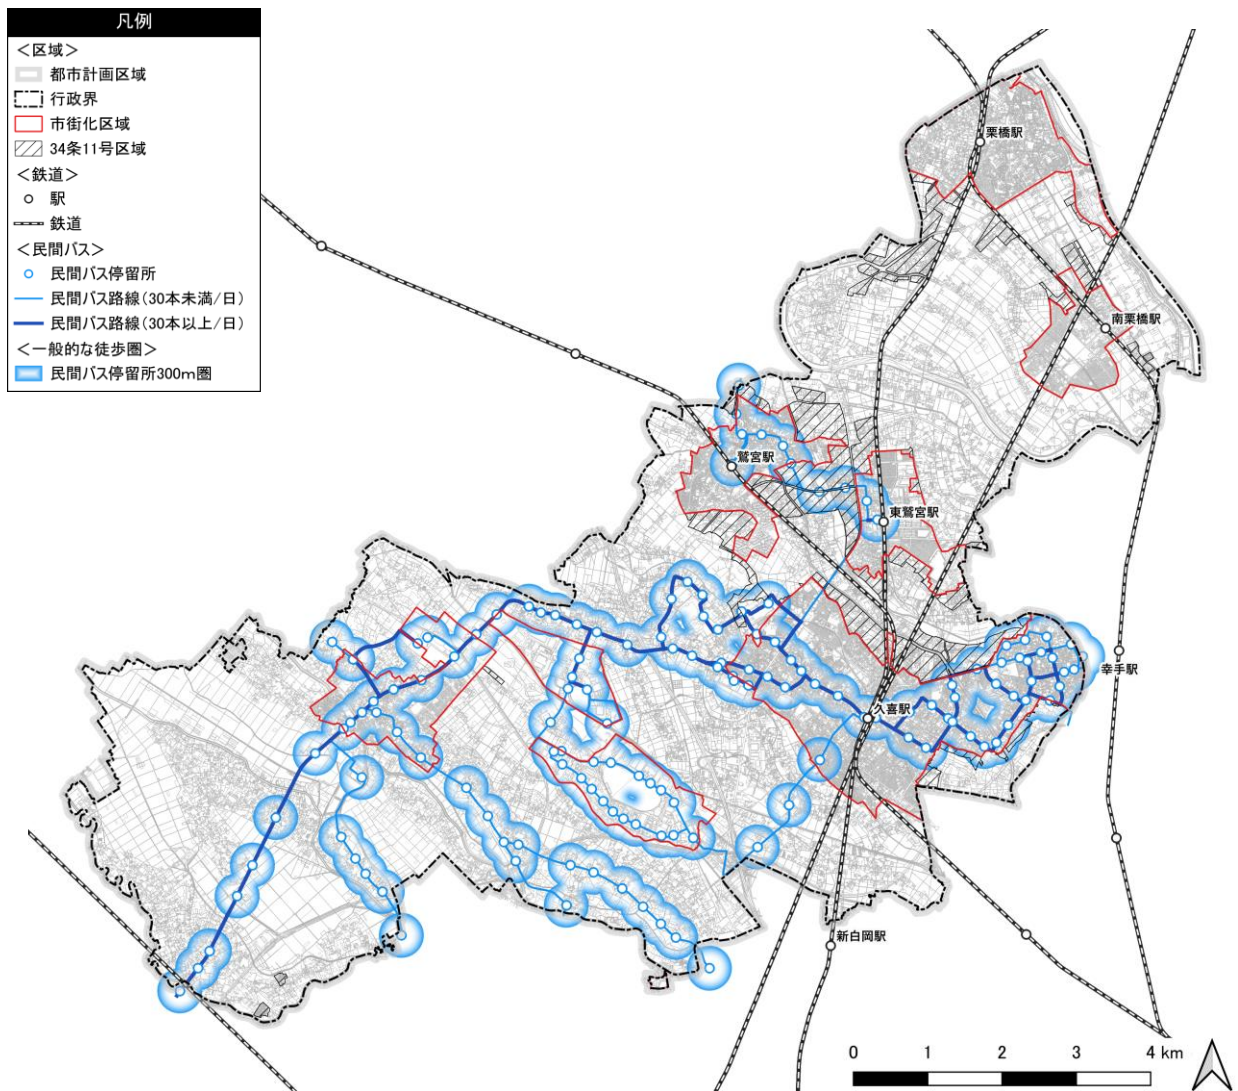 凡例
＜区域＞
都市計画区域
行政界
市街化区域
34条11号区域
＜鉄道＞
駅
鉄道
＜民間バス＞
民間バス停留所
民間バス路線(30本未満/日)
民間バス路線(30本以上/日)
＜一般的な徒歩圏＞
民間バス停留所300m圏
栗橋駅
南栗橋駅
鷲宮駅
東鷲宮駅
幸手駅
久喜駅
新白岡駅
0 1 2 3 4 km